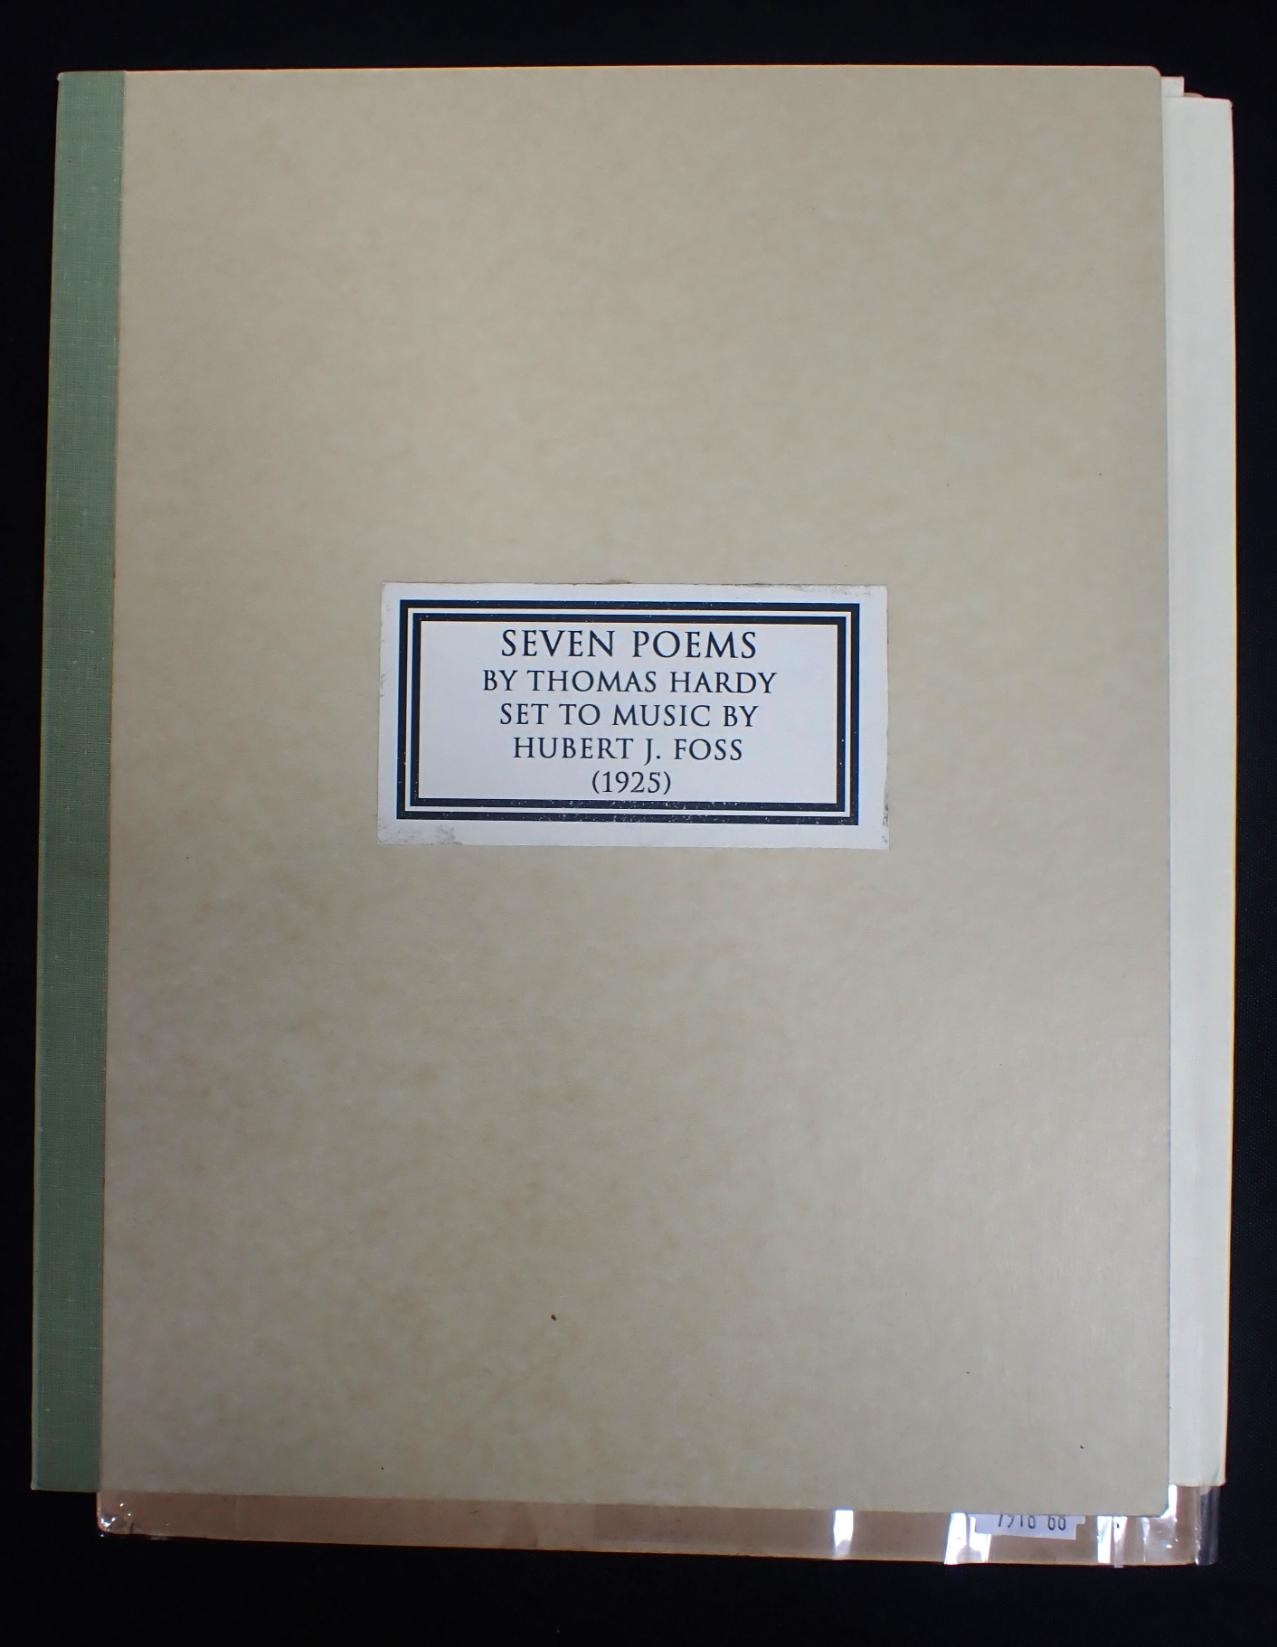 SEVEN POEMS
BY THOMAS HARDY
SET TO MUSIC BY
HUBERT J. FOSS
(1925)